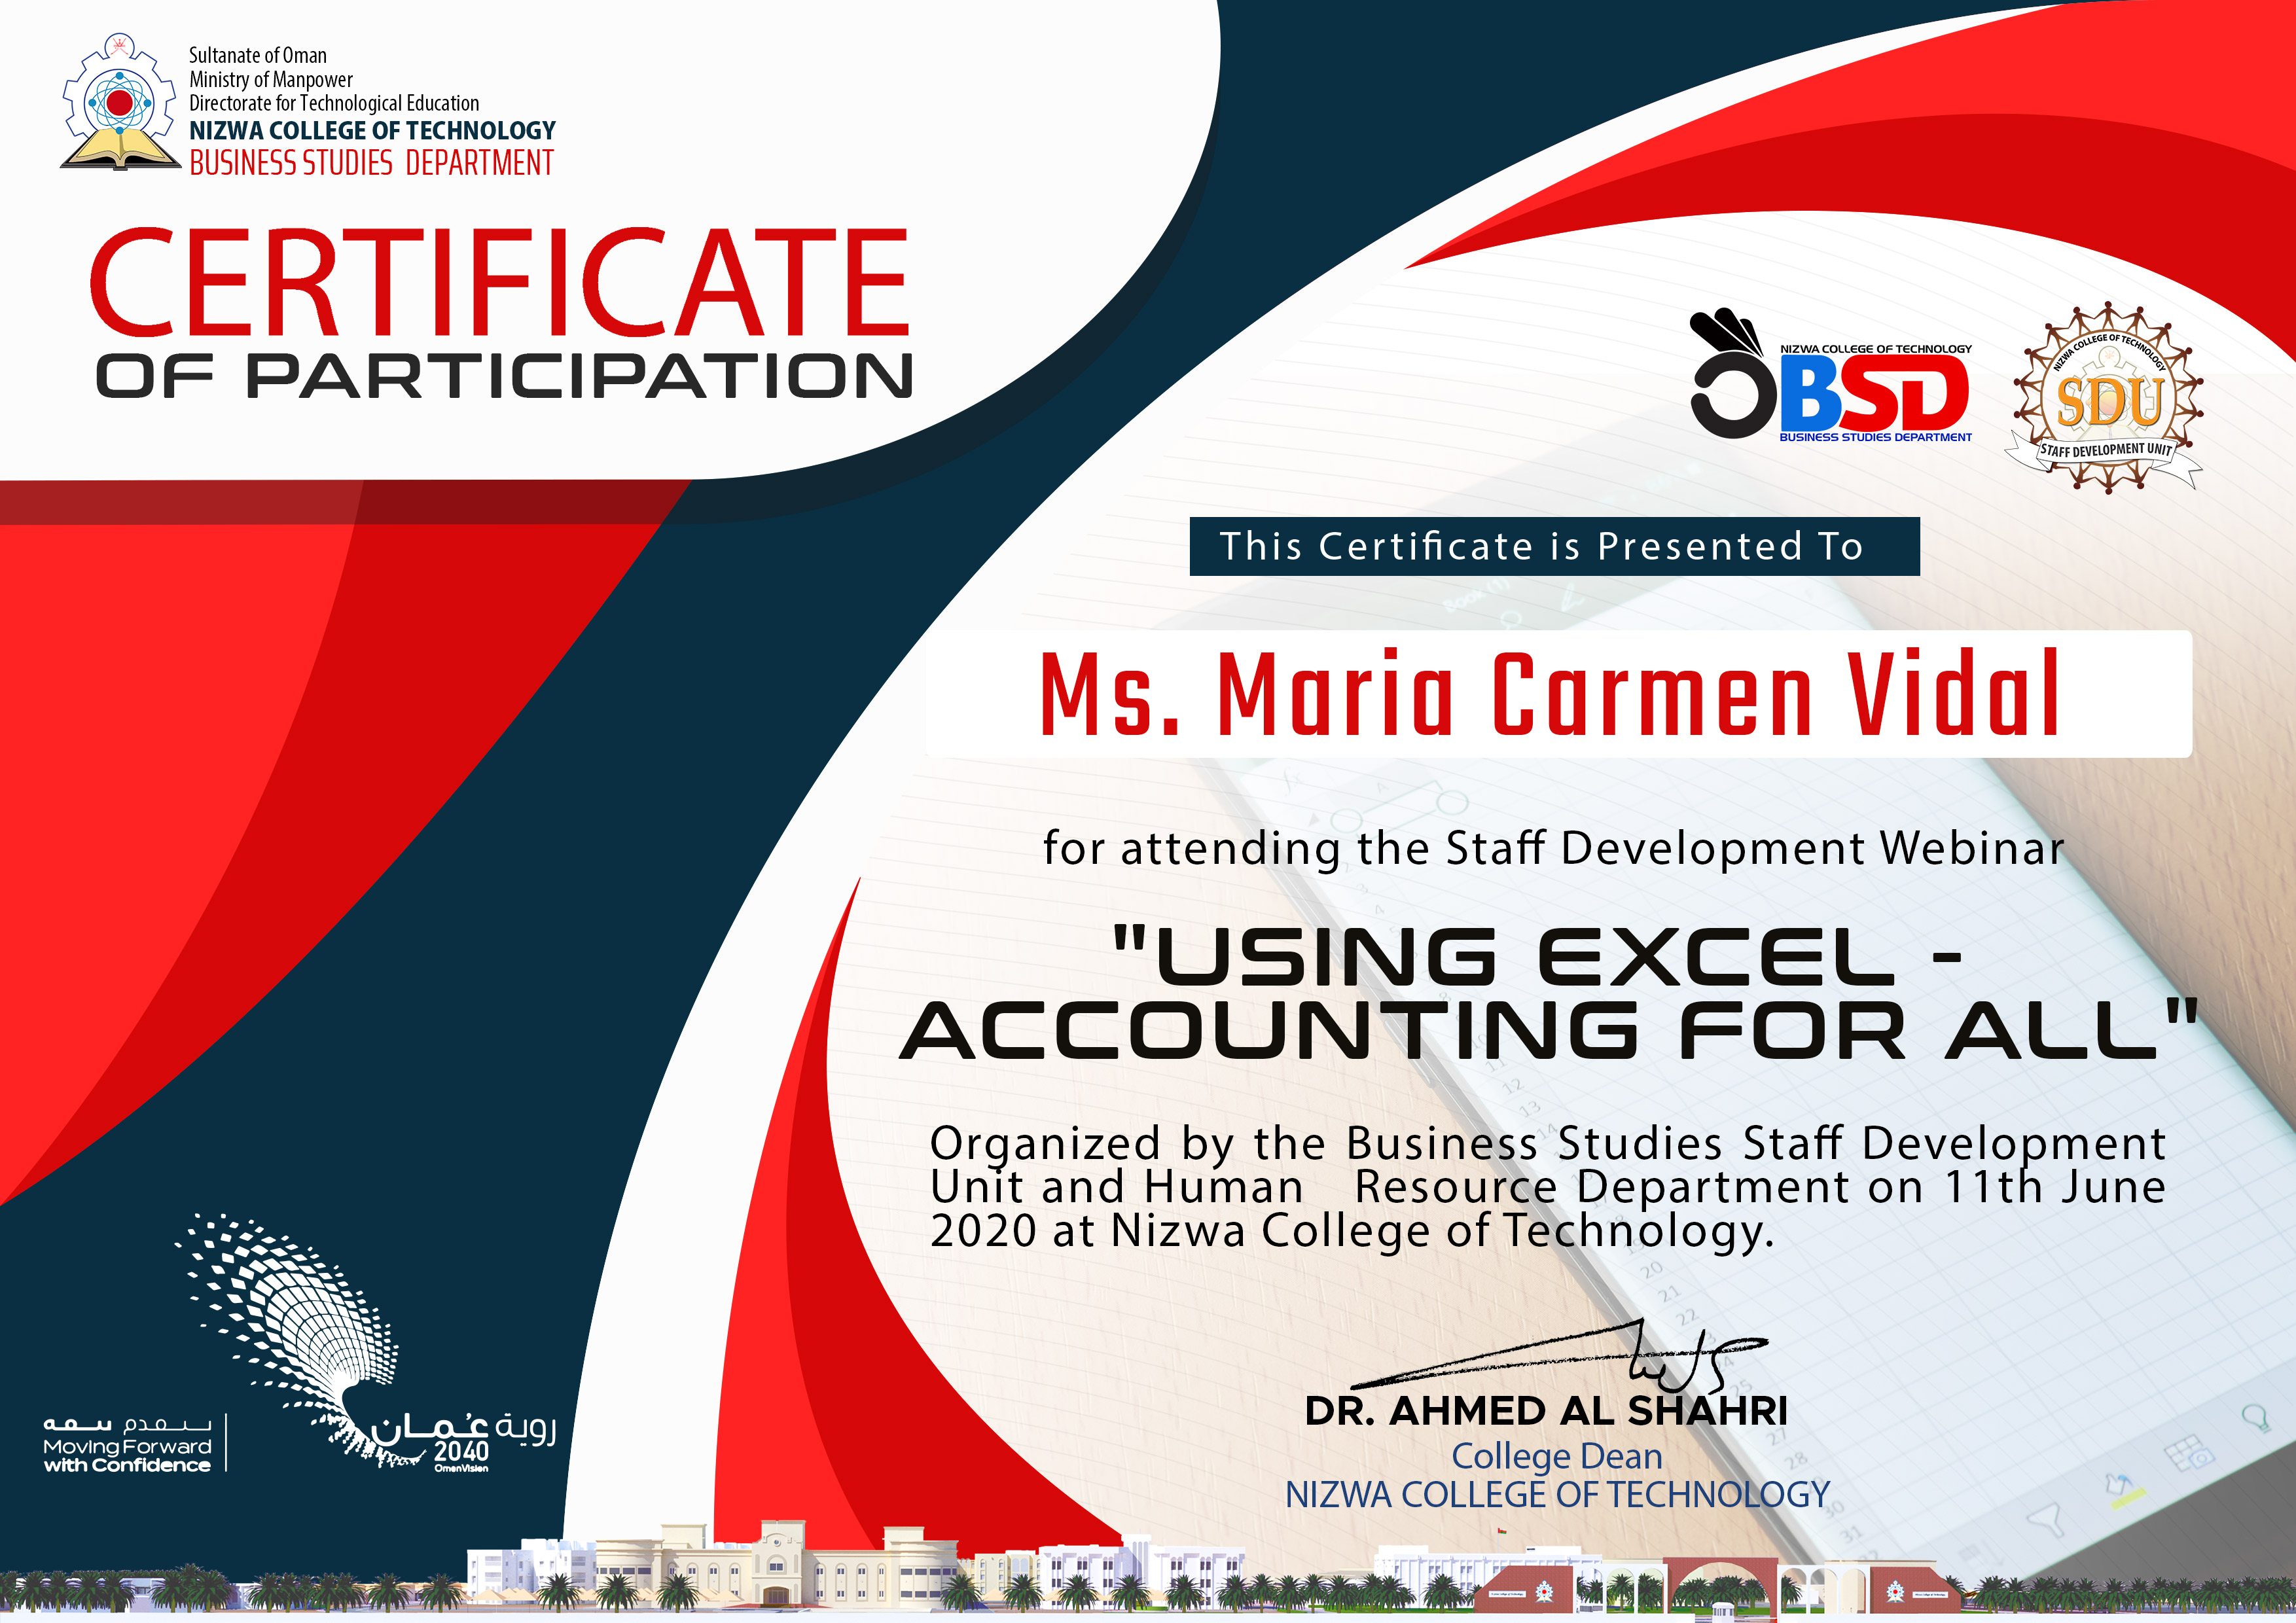 Sultanate of Oman
Ministry of Manpower
Directorate for Technological Education
NIZWA COLLEGE OF TECHNOLOGY
BUSINESS STUDIES DEPARTMENT
CERTIFICATE
OF PARTICIPATION
NIZWA COLLEGE OF TECHNOLOGY
BSD
BUSINESS STUDIES DEPARTMENT
NIZWA COLLEGE OF TECHNOLOGY
SDU
STAFF DEVELOPMENT UNIT
This Certificate is Presented To
Ms. Maria Carmen Vidal
for attending the Staff Development Webinar
"USING EXCEL -
ACCOUNTING FOR ALL"
Organized by the Business Studies Staff Development
Unit and Human Resource Department on 11th June
2020 at Nizwa College of Technology.
DR. AHMED AL SHAHRI
College Dean
NIZWA COLLEGE OF TECHNOLOGY
Moving Forward
with Confidence
رؤية عُمان
2040
OmanVision